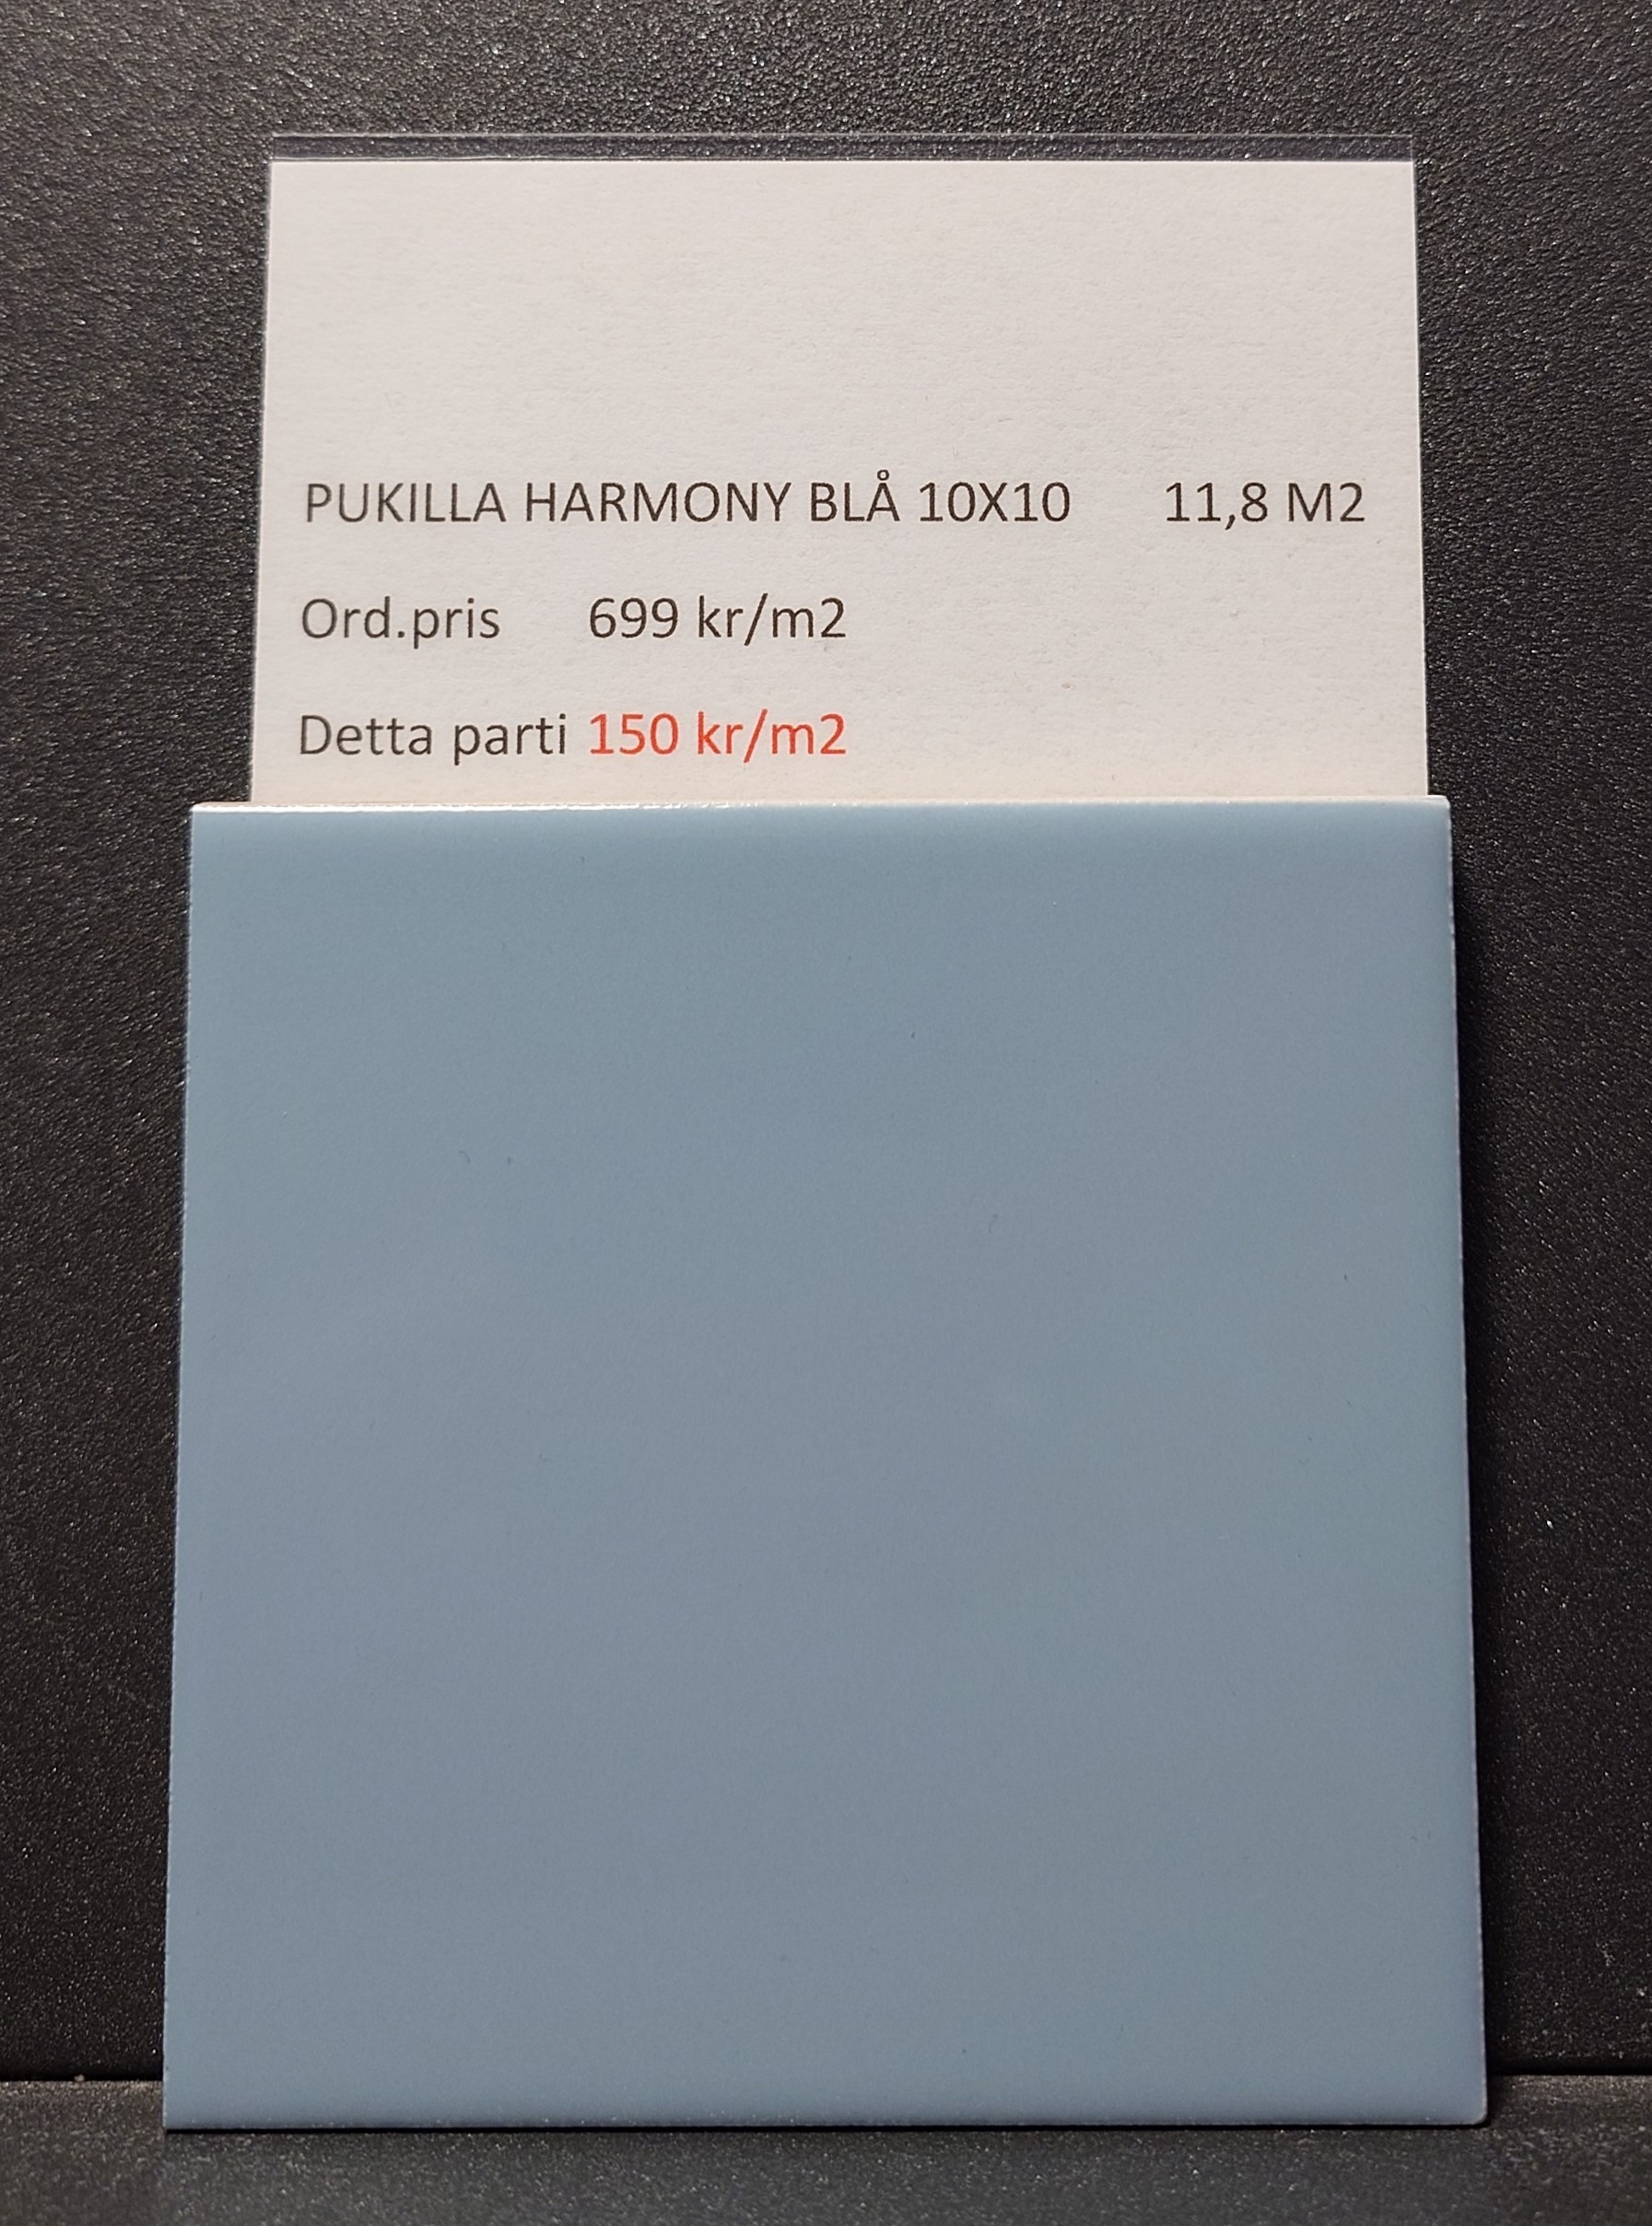 PUKILLA HARMONY BLÅ 10X10 11,8 M2
Ord.pris 699 kr/m2
Detta parti 150 kr/m2